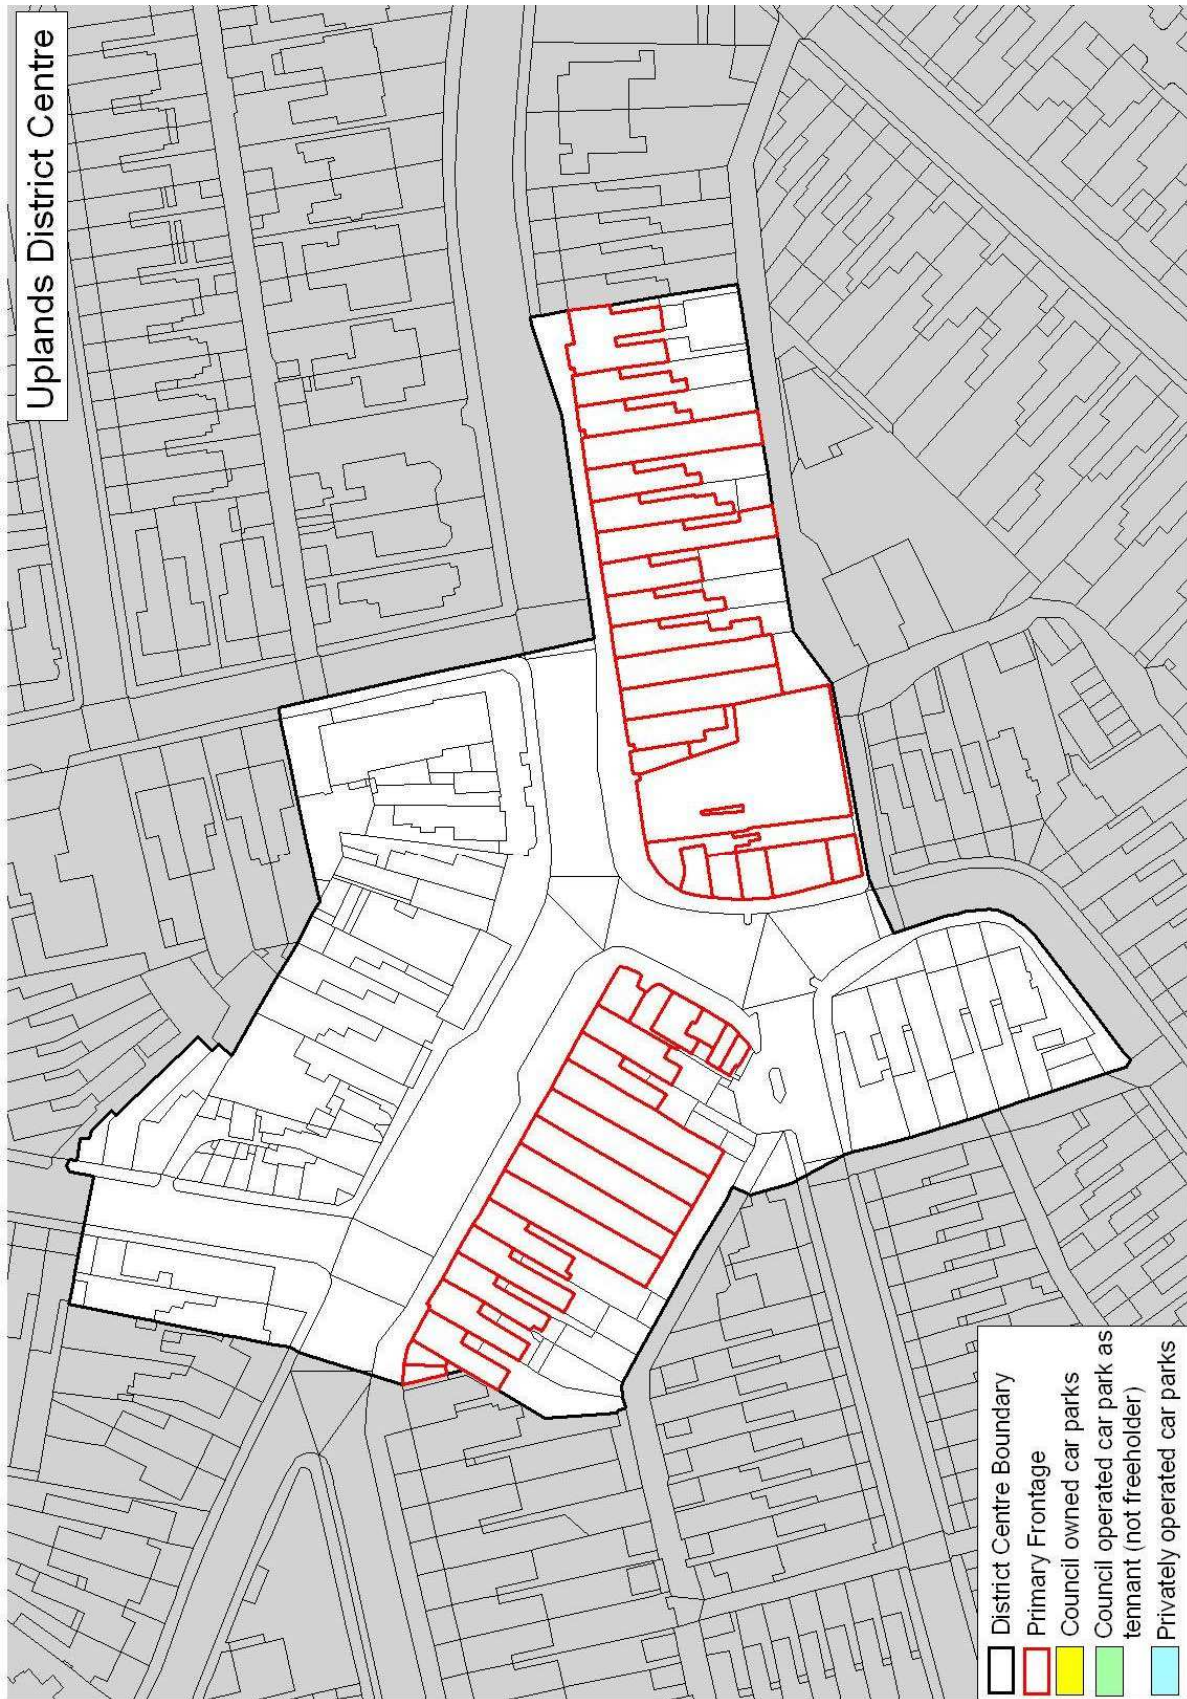 Uplands District Centre
District Centre Boundary
Primary Frontage
Council owned car parks
Council operated car park as
tennant (not freeholder)
Privately operated car parks